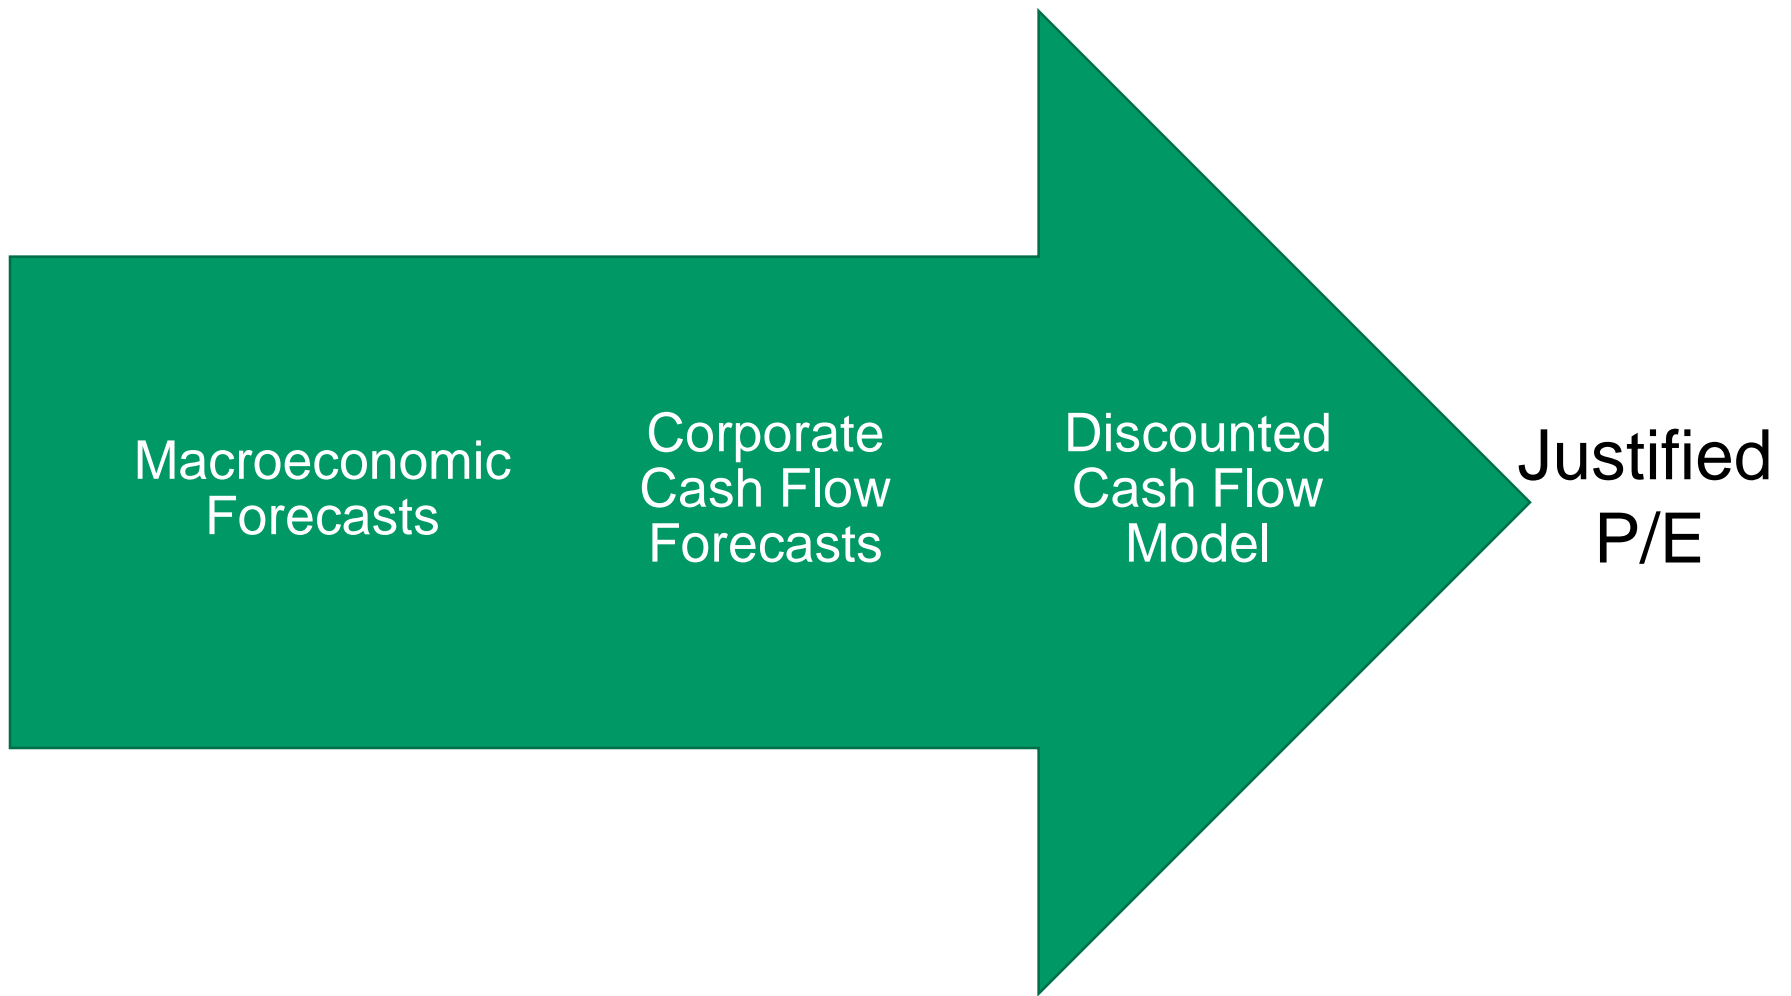 Macroeconomic
Forecasts
Corporate
Cash Flow
Forecasts
Discounted
Cash Flow
Model
Justified
P/E